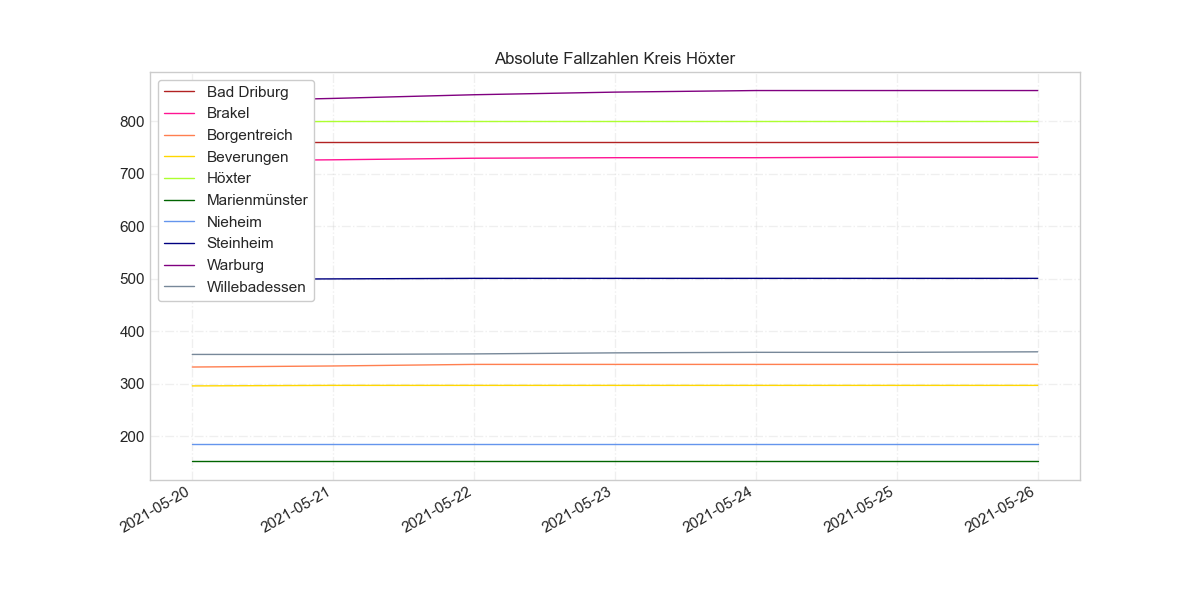 Absolute Fallzahlen Kreis Höxter
Bad Driburg
Brakel
Borgentreich
Beverungen
Höxter
Marienmünster
Nieheim
Steinheim
Warburg
Willebadessen
800
700
600
500
400
300
200
2021-05-20
2021-05-21
2021-05-22
2021-05-23
2021-05-24
2021-05-25
2021-05-26